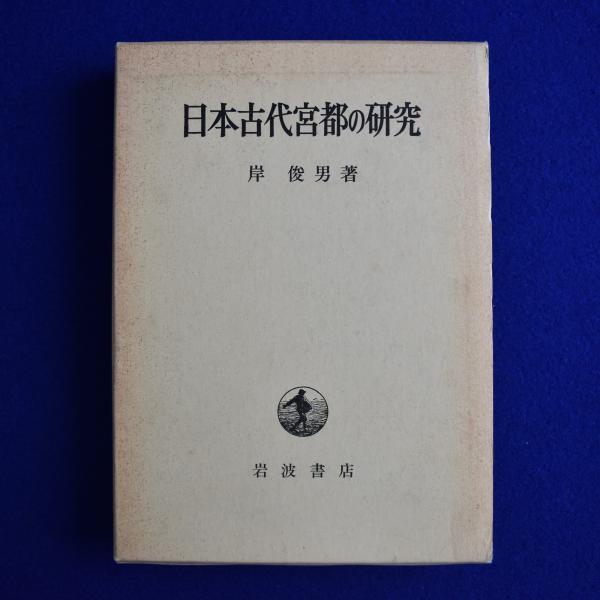 日本古代宮都の研究
岸 俊男著
岩波書店